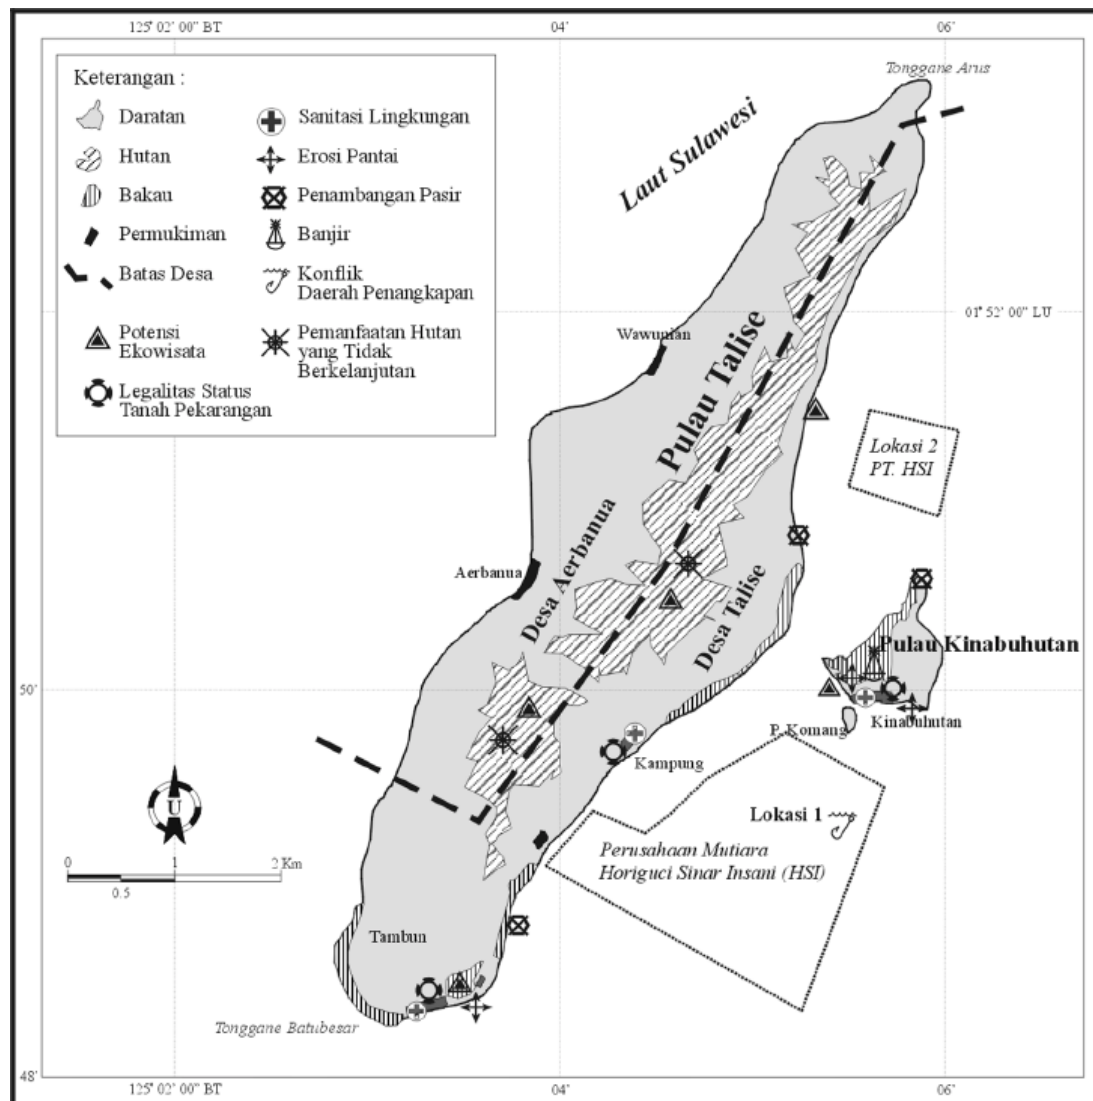 125° 02' 00" BT
04'
06'
Keterangan :
Daratan
Hutan
Bakau
Permukiman
Batas Desa
Potensi
Ekowisata
Legalitas Status
Tanah Pekarangan
Sanitasi Lingkungan
Erosi Pantai
Penambangan Pasir
Banjir
Konflik
Daerah Penangkapan
Pemanfaatan Hutan
yang Tidak
Berkelanjutan
Tonggane Arus
Laut Sulawesi
01° 52' 00" LU
Wawunian
Pulau Talise
Lokasi 2
PT. HSI
Aerbanua
Desa Aerbanua
Desa Talise
Pulau Kinabuhutan
50'
Kinabuhutan
P. Komang
Kampung
U
Lokasi 1
0
1
2 Km
0.5
Perusahaan Mutiara
Horiguci Sinar Insani (HSI)
Tambun
Tonggane Batubesar
48'
125° 02' 00" BT
04'
06'